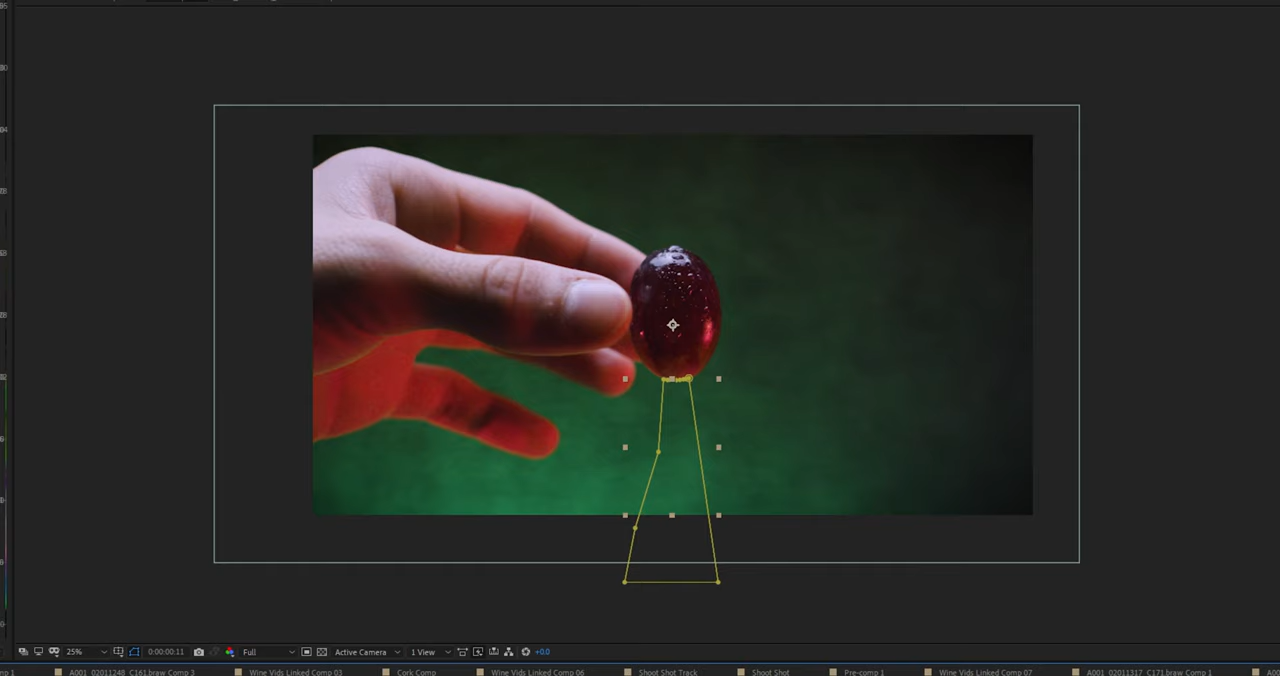 25% 0:00:00:11 Full Active Camera 1 View +0.0
A001_02011248_C161.braw Comp 3 Wine Vids Linked Comp 03 Cork Comp Wine Vids Linked Comp 06 Shoot Shot Track Shoot Shot Pre-comp 1 Wine Vids Linked Comp 07 A001_02011317_C171.braw Comp 1